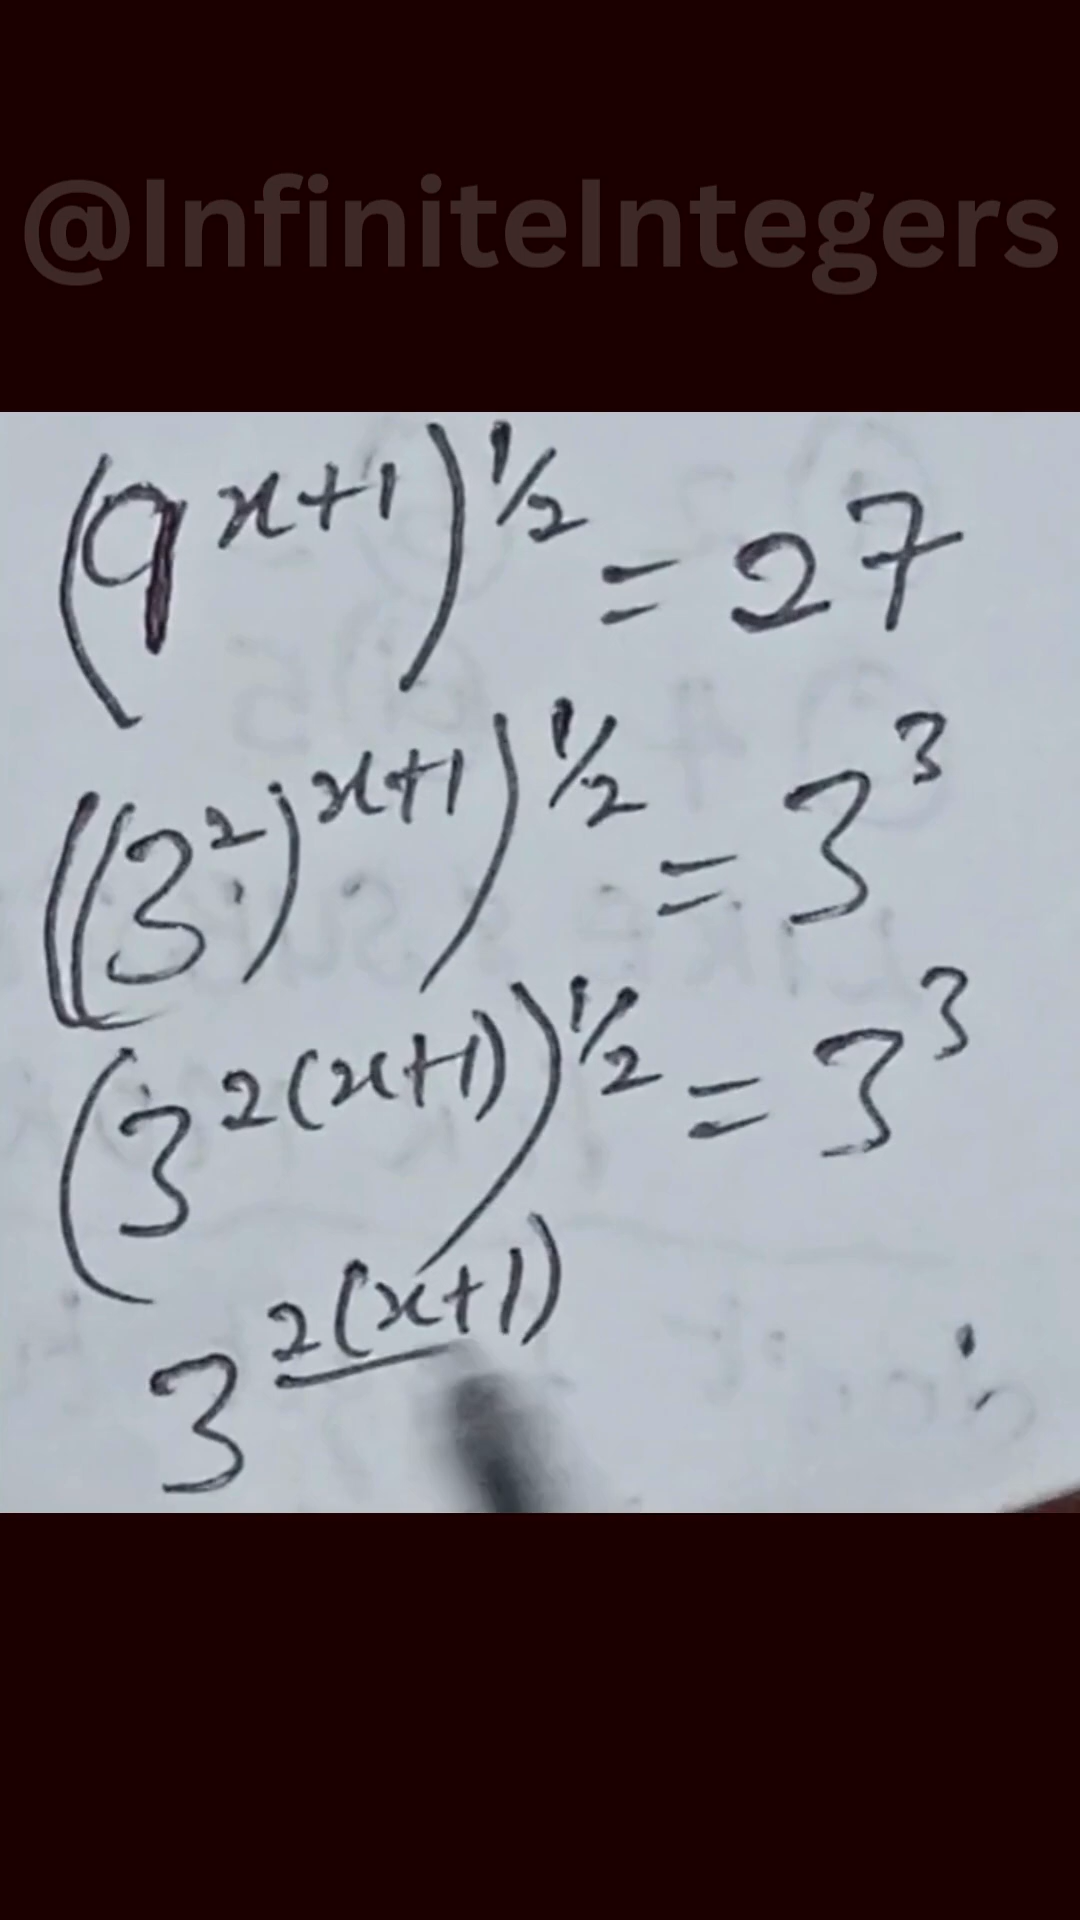 @InfiniteIntegers
(9^{x+1})^{1/2} = 27
((3^2)^{x+1})^{1/2} = 3^3
(3^{2(x+1)})^{1/2} = 3^3
3^{2(x+1)}